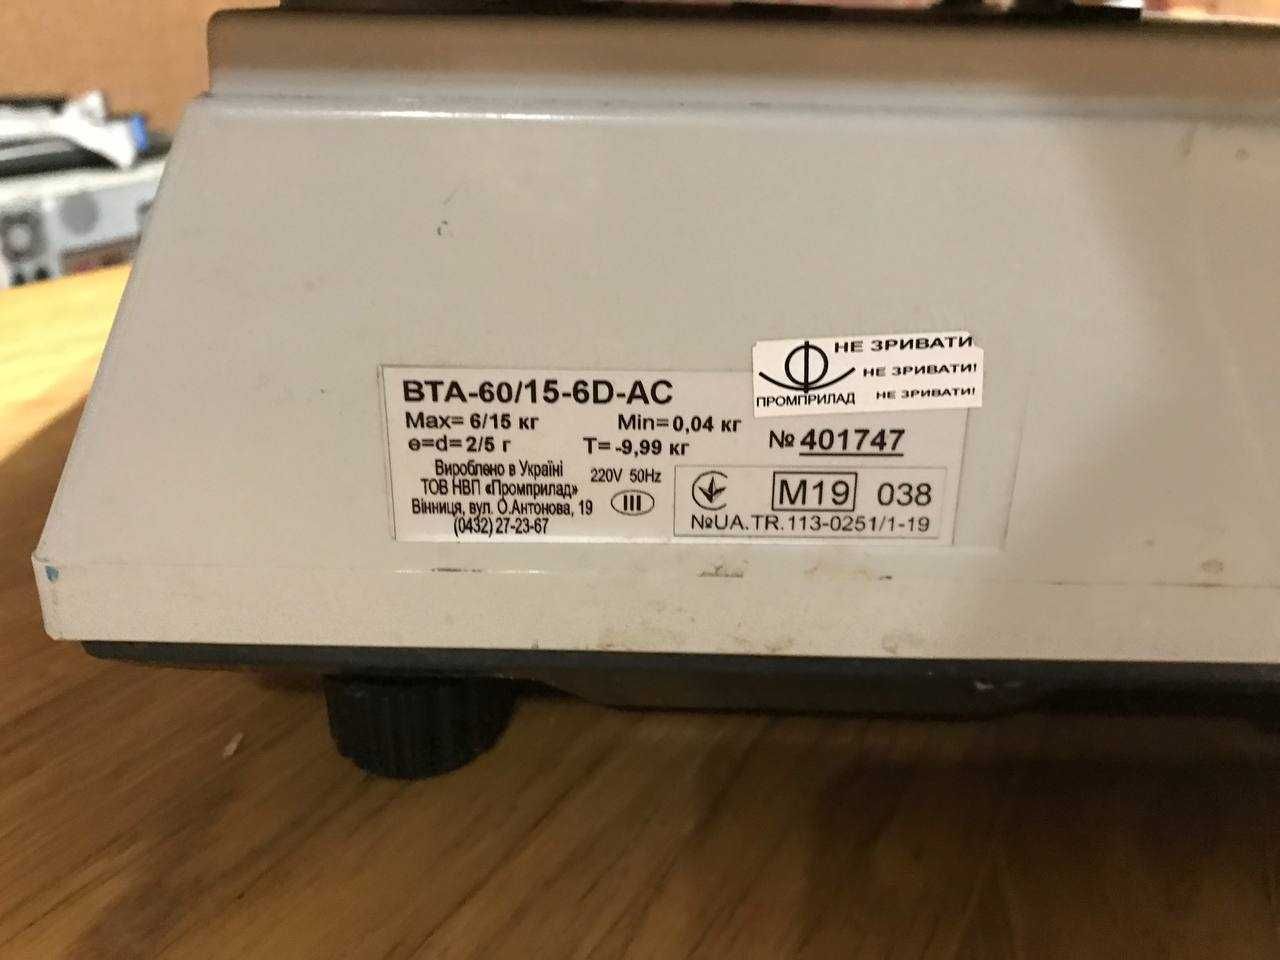 ВТА-60/15-6D-АС
Max= 6/15 кг Min= 0,04 кг
e=d= 2/5 г T= -9,99 кг
Вироблено в Україні
ТОВ НВП «Промприлад»
Вінниця, вул. О.Антонова, 19
(0432) 27-23-67
220V 50Hz
III
НЕ ЗРИВАТИ
НЕ ЗРИВАТИ!
ПРОМПРИЛАД НЕ ЗРИВАТИ!
№ 401747
M19 038
№UA.TR.113-0251/1-19